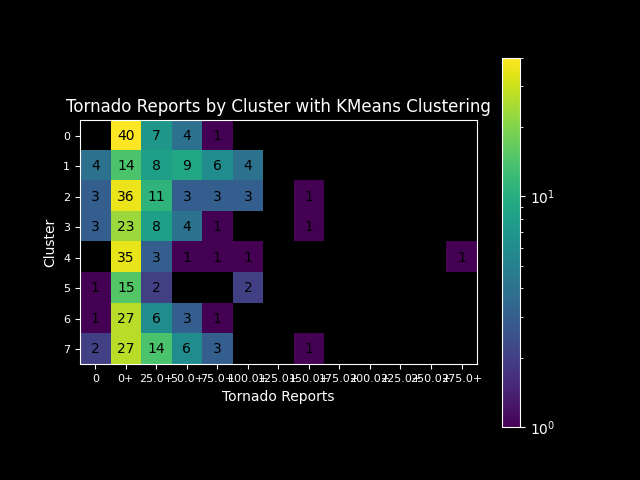 Tornado Reports by Cluster with KMeans Clustering
0 40 7 4 1
1 4 14 8 9 6 4
2 3 36 11 3 3 3 1
3 3 23 8 4 1 1
4 35 3 1 1 1 1
5 1 15 2 2
6 1 27 6 3 1
7 2 27 14 6 3 1
Cluster
0 0+ 25.0+ 50.0+ 75.0+ 100.0+ 125.0+ 150.0+ 175.0+ 200.0+ 225.0+ 250.0+ 275.0+
Tornado Reports
10¹
10⁰